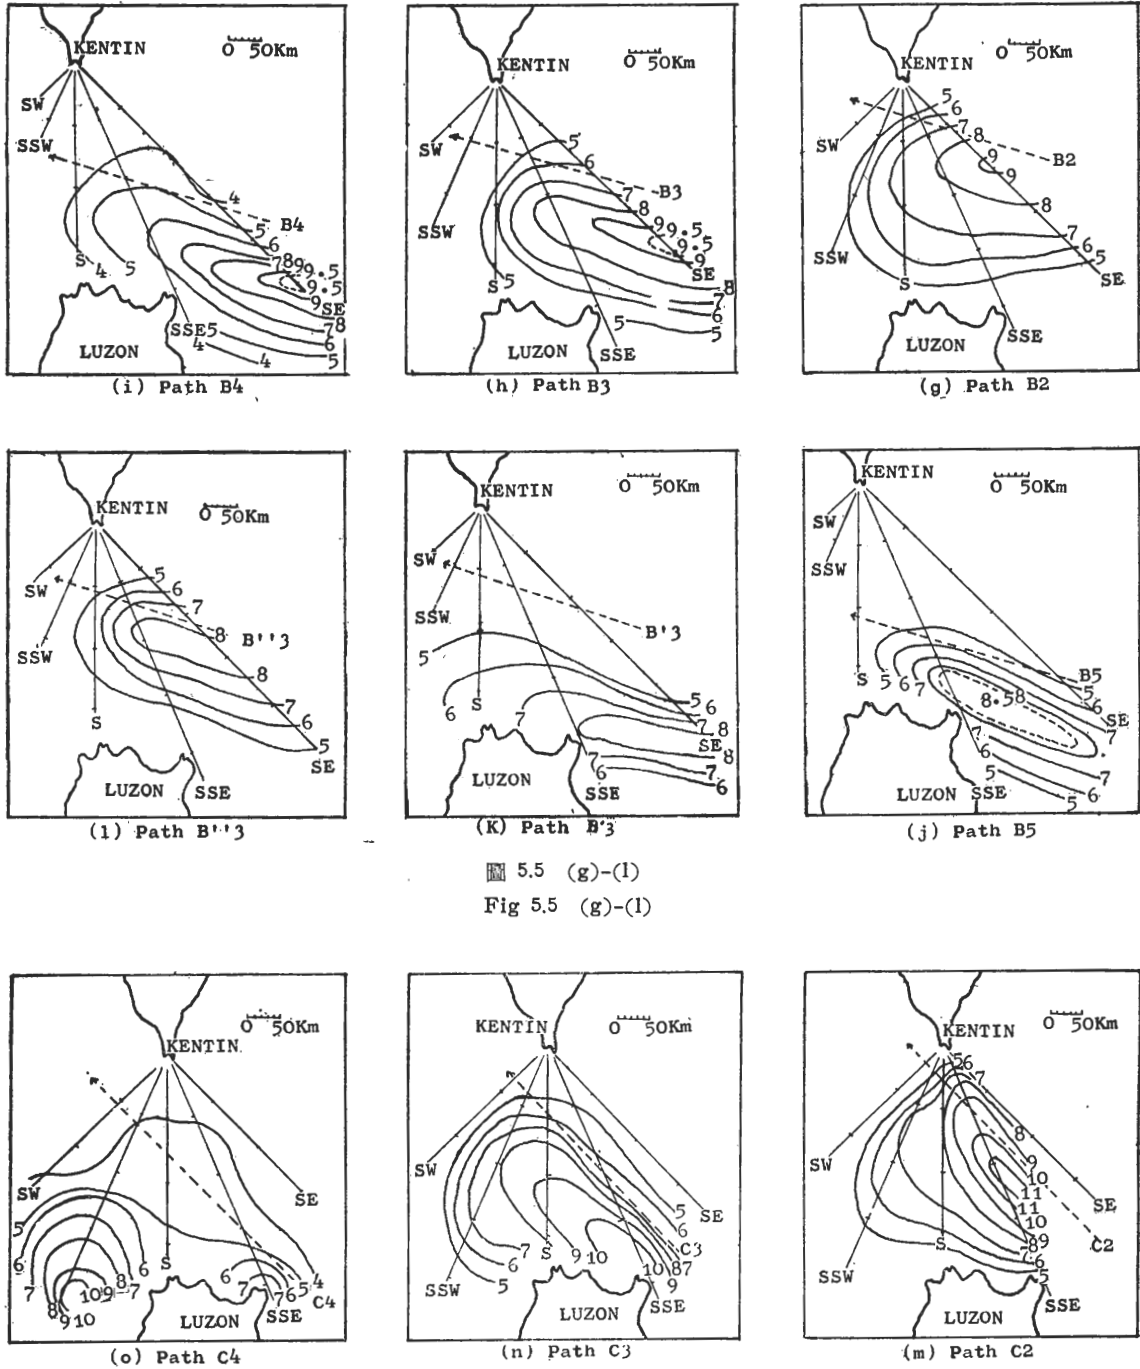 KENTIN
0 50Km
SW
SSW
B4
4
5
6
7 8 9 9.5
9.5
9 SE
S 4 5
SSE 5
4 4
8
7
6
5
LUZON
(i) Path B4
KENTIN
0 50Km
SW
SSW
5
6
B3
7
8
9 9.5
9.5
9
SE
S 5
8
7
6
5 5
SSE
LUZON
(h) Path B3
KENTIN
0 50Km
5
6
7
8
SW
B2
9
9
8
7
6
5
SSW
S
SE
SSE
LUZON
(g) Path B2
KENTIN
0 50Km
SW
5
6
7
8 B''3
SSW
8
7
6
5
S
SE
LUZON
SSE
(l) Path B''3
KENTIN
0 50Km
SW
SSW
B'3
5
6 S 7
5
6
7 8
SE
8
7
6
7
6
LUZON
SSE
(K) Path B'3
KENTIN
0 50Km
SW
SSW
S 5 6 7
B5
5
6
SE
7
8.5 8
7
6
5
7
6
5
LUZON SSE
(j) Path B5
圖 5.5 (g)-(l)
Fig 5.5 (g)-(l)
KENTIN
0 50Km
SW
SE
5
6
7
8
9 10
10 9 8 7 6
S
6
7
7 6 5 4
C4
SSE
LUZON
(o) Path C4
KENTIN
0 50Km
SW
SE
5
6
C3
7
6
5
S
9 10
10 8 7
9
SSW
SSE
LUZON
(n) Path C3
KENTIN
0 50Km
5 6
7
8
SW
9
10
11
11
10
9
8
7
6
5
SE
C2
S
SSW
SSE
LUZON
(m) Path C2